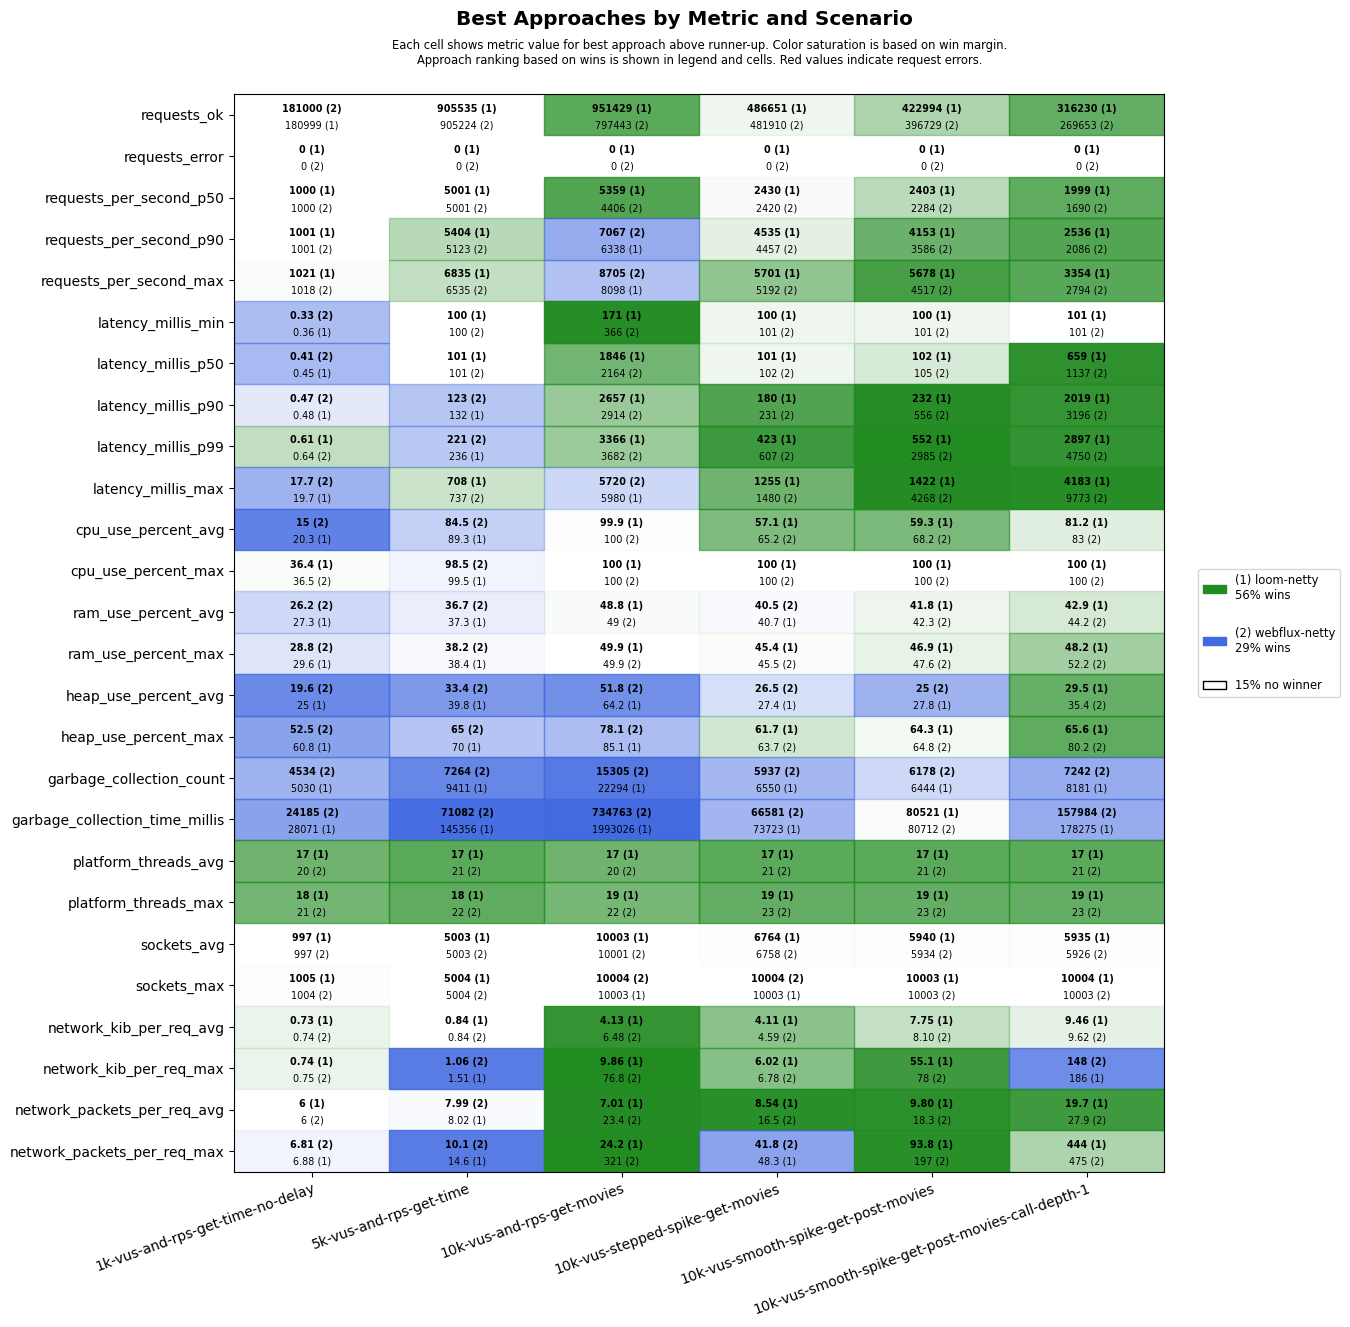 Best Approaches by Metric and Scenario
Each cell shows metric value for best approach above runner-up. Color saturation is based on win margin.
Approach ranking based on wins is shown in legend and cells. Red values indicate request errors.
requests_ok
181000 (2) 905535 (1) 951429 (1) 486651 (1) 422994 (1) 316230 (1)
180999 (1) 905224 (2) 797443 (2) 481910 (2) 396729 (2) 269653 (2)
requests_error
0 (1) 0 (1) 0 (1) 0 (1) 0 (1) 0 (1)
0 (2) 0 (2) 0 (2) 0 (2) 0 (2) 0 (2)
requests_per_second_p50
1000 (1) 5001 (1) 5359 (1) 2430 (1) 2403 (1) 1999 (1)
1000 (2) 5001 (2) 4406 (2) 2420 (2) 2284 (2) 1690 (2)
requests_per_second_p90
1001 (1) 5404 (1) 7067 (2) 4535 (1) 4153 (1) 2536 (1)
1001 (2) 5123 (2) 6338 (1) 4457 (2) 3586 (2) 2086 (2)
requests_per_second_max
1021 (1) 6835 (1) 8705 (2) 5701 (1) 5678 (1) 3354 (1)
1018 (2) 6535 (2) 8098 (1) 5192 (2) 4517 (2) 2794 (2)
latency_millis_min
0.33 (2) 100 (1) 171 (1) 100 (1) 100 (1) 101 (1)
0.36 (1) 100 (2) 366 (2) 101 (2) 101 (2) 101 (2)
latency_millis_p50
0.41 (2) 101 (1) 1846 (1) 101 (1) 102 (1) 659 (1)
0.45 (1) 101 (2) 2164 (2) 102 (2) 105 (2) 1137 (2)
latency_millis_p90
0.47 (2) 123 (2) 2657 (1) 180 (1) 232 (1) 2019 (1)
0.48 (1) 132 (1) 2914 (2) 231 (2) 556 (2) 3196 (2)
latency_millis_p99
0.61 (1) 221 (2) 3366 (1) 423 (1) 552 (1) 2897 (1)
0.64 (2) 236 (1) 3682 (2) 607 (2) 2985 (2) 4750 (2)
latency_millis_max
17.7 (2) 708 (1) 5720 (2) 1255 (1) 1422 (1) 4183 (1)
19.7 (1) 737 (2) 5980 (1) 1480 (2) 4268 (2) 9773 (2)
cpu_use_percent_avg
15 (2) 84.5 (2) 99.9 (1) 57.1 (1) 59.3 (1) 81.2 (1)
20.3 (1) 89.3 (1) 100 (2) 65.2 (2) 68.2 (2) 83 (2)
cpu_use_percent_max
36.4 (1) 98.5 (2) 100 (1) 100 (1) 100 (1) 100 (1)
36.5 (2) 99.5 (1) 100 (2) 100 (2) 100 (2) 100 (2)
ram_use_percent_avg
26.2 (2) 36.7 (2) 48.8 (1) 40.5 (2) 41.8 (1) 42.9 (1)
27.3 (1) 37.3 (1) 49 (2) 40.7 (1) 42.3 (2) 44.2 (2)
ram_use_percent_max
28.8 (2) 38.2 (2) 49.9 (1) 45.4 (1) 46.9 (1) 48.2 (1)
29.6 (1) 38.4 (1) 49.9 (2) 45.5 (2) 47.6 (2) 52.2 (2)
heap_use_percent_avg
19.6 (2) 33.4 (2) 51.8 (2) 26.5 (2) 25 (2) 29.5 (1)
25 (1) 39.8 (1) 64.2 (1) 27.4 (1) 27.8 (1) 35.4 (2)
heap_use_percent_max
52.5 (2) 65 (2) 78.1 (2) 61.7 (1) 64.3 (1) 65.6 (1)
60.8 (1) 70 (1) 85.1 (1) 63.7 (2) 64.8 (2) 80.2 (2)
garbage_collection_count
4534 (2) 7264 (2) 15305 (2) 5937 (2) 6178 (2) 7242 (2)
5030 (1) 9411 (1) 22294 (1) 6550 (1) 6444 (1) 8181 (1)
garbage_collection_time_millis
24185 (2) 71082 (2) 734763 (2) 66581 (2) 80521 (1) 157984 (2)
28071 (1) 145356 (1) 1993026 (1) 73723 (1) 80712 (2) 178275 (1)
platform_threads_avg
17 (1) 17 (1) 17 (1) 17 (1) 17 (1) 17 (1)
20 (2) 21 (2) 20 (2) 21 (2) 21 (2) 21 (2)
platform_threads_max
18 (1) 18 (1) 19 (1) 19 (1) 19 (1) 19 (1)
21 (2) 22 (2) 22 (2) 23 (2) 23 (2) 23 (2)
sockets_avg
997 (1) 5003 (1) 10003 (1) 6764 (1) 5940 (1) 5935 (1)
997 (2) 5003 (2) 10001 (2) 6758 (2) 5934 (2) 5926 (2)
sockets_max
1005 (1) 5004 (1) 10004 (2) 10004 (2) 10003 (1) 10004 (1)
1004 (2) 5004 (2) 10003 (1) 10003 (1) 10003 (2) 10003 (2)
network_kib_per_req_avg
0.73 (1) 0.84 (1) 4.13 (1) 4.11 (1) 7.75 (1) 9.46 (1)
0.74 (2) 0.84 (2) 6.48 (2) 4.59 (2) 8.10 (2) 9.62 (2)
network_kib_per_req_max
0.74 (1) 1.06 (2) 9.86 (1) 6.02 (1) 55.1 (1) 148 (2)
0.75 (2) 1.51 (1) 76.8 (2) 6.78 (2) 78 (2) 186 (1)
network_packets_per_req_avg
6 (1) 7.99 (2) 7.01 (1) 8.54 (1) 9.80 (1) 19.7 (1)
6 (2) 8.02 (1) 23.4 (2) 16.5 (2) 18.3 (2) 27.9 (2)
network_packets_per_req_max
6.81 (2) 10.1 (2) 24.2 (1) 41.8 (2) 93.8 (1) 444 (1)
6.88 (1) 14.6 (1) 321 (2) 48.3 (1) 197 (2) 475 (2)
1k-vus-and-rps-get-time-no-delay
5k-vus-and-rps-get-time
10k-vus-and-rps-get-movies
10k-vus-stepped-spike-get-movies
10k-vus-smooth-spike-get-post-movies
10k-vus-smooth-spike-get-post-movies-call-depth-1
(1) loom-netty
56% wins
(2) webflux-netty
29% wins
15% no winner